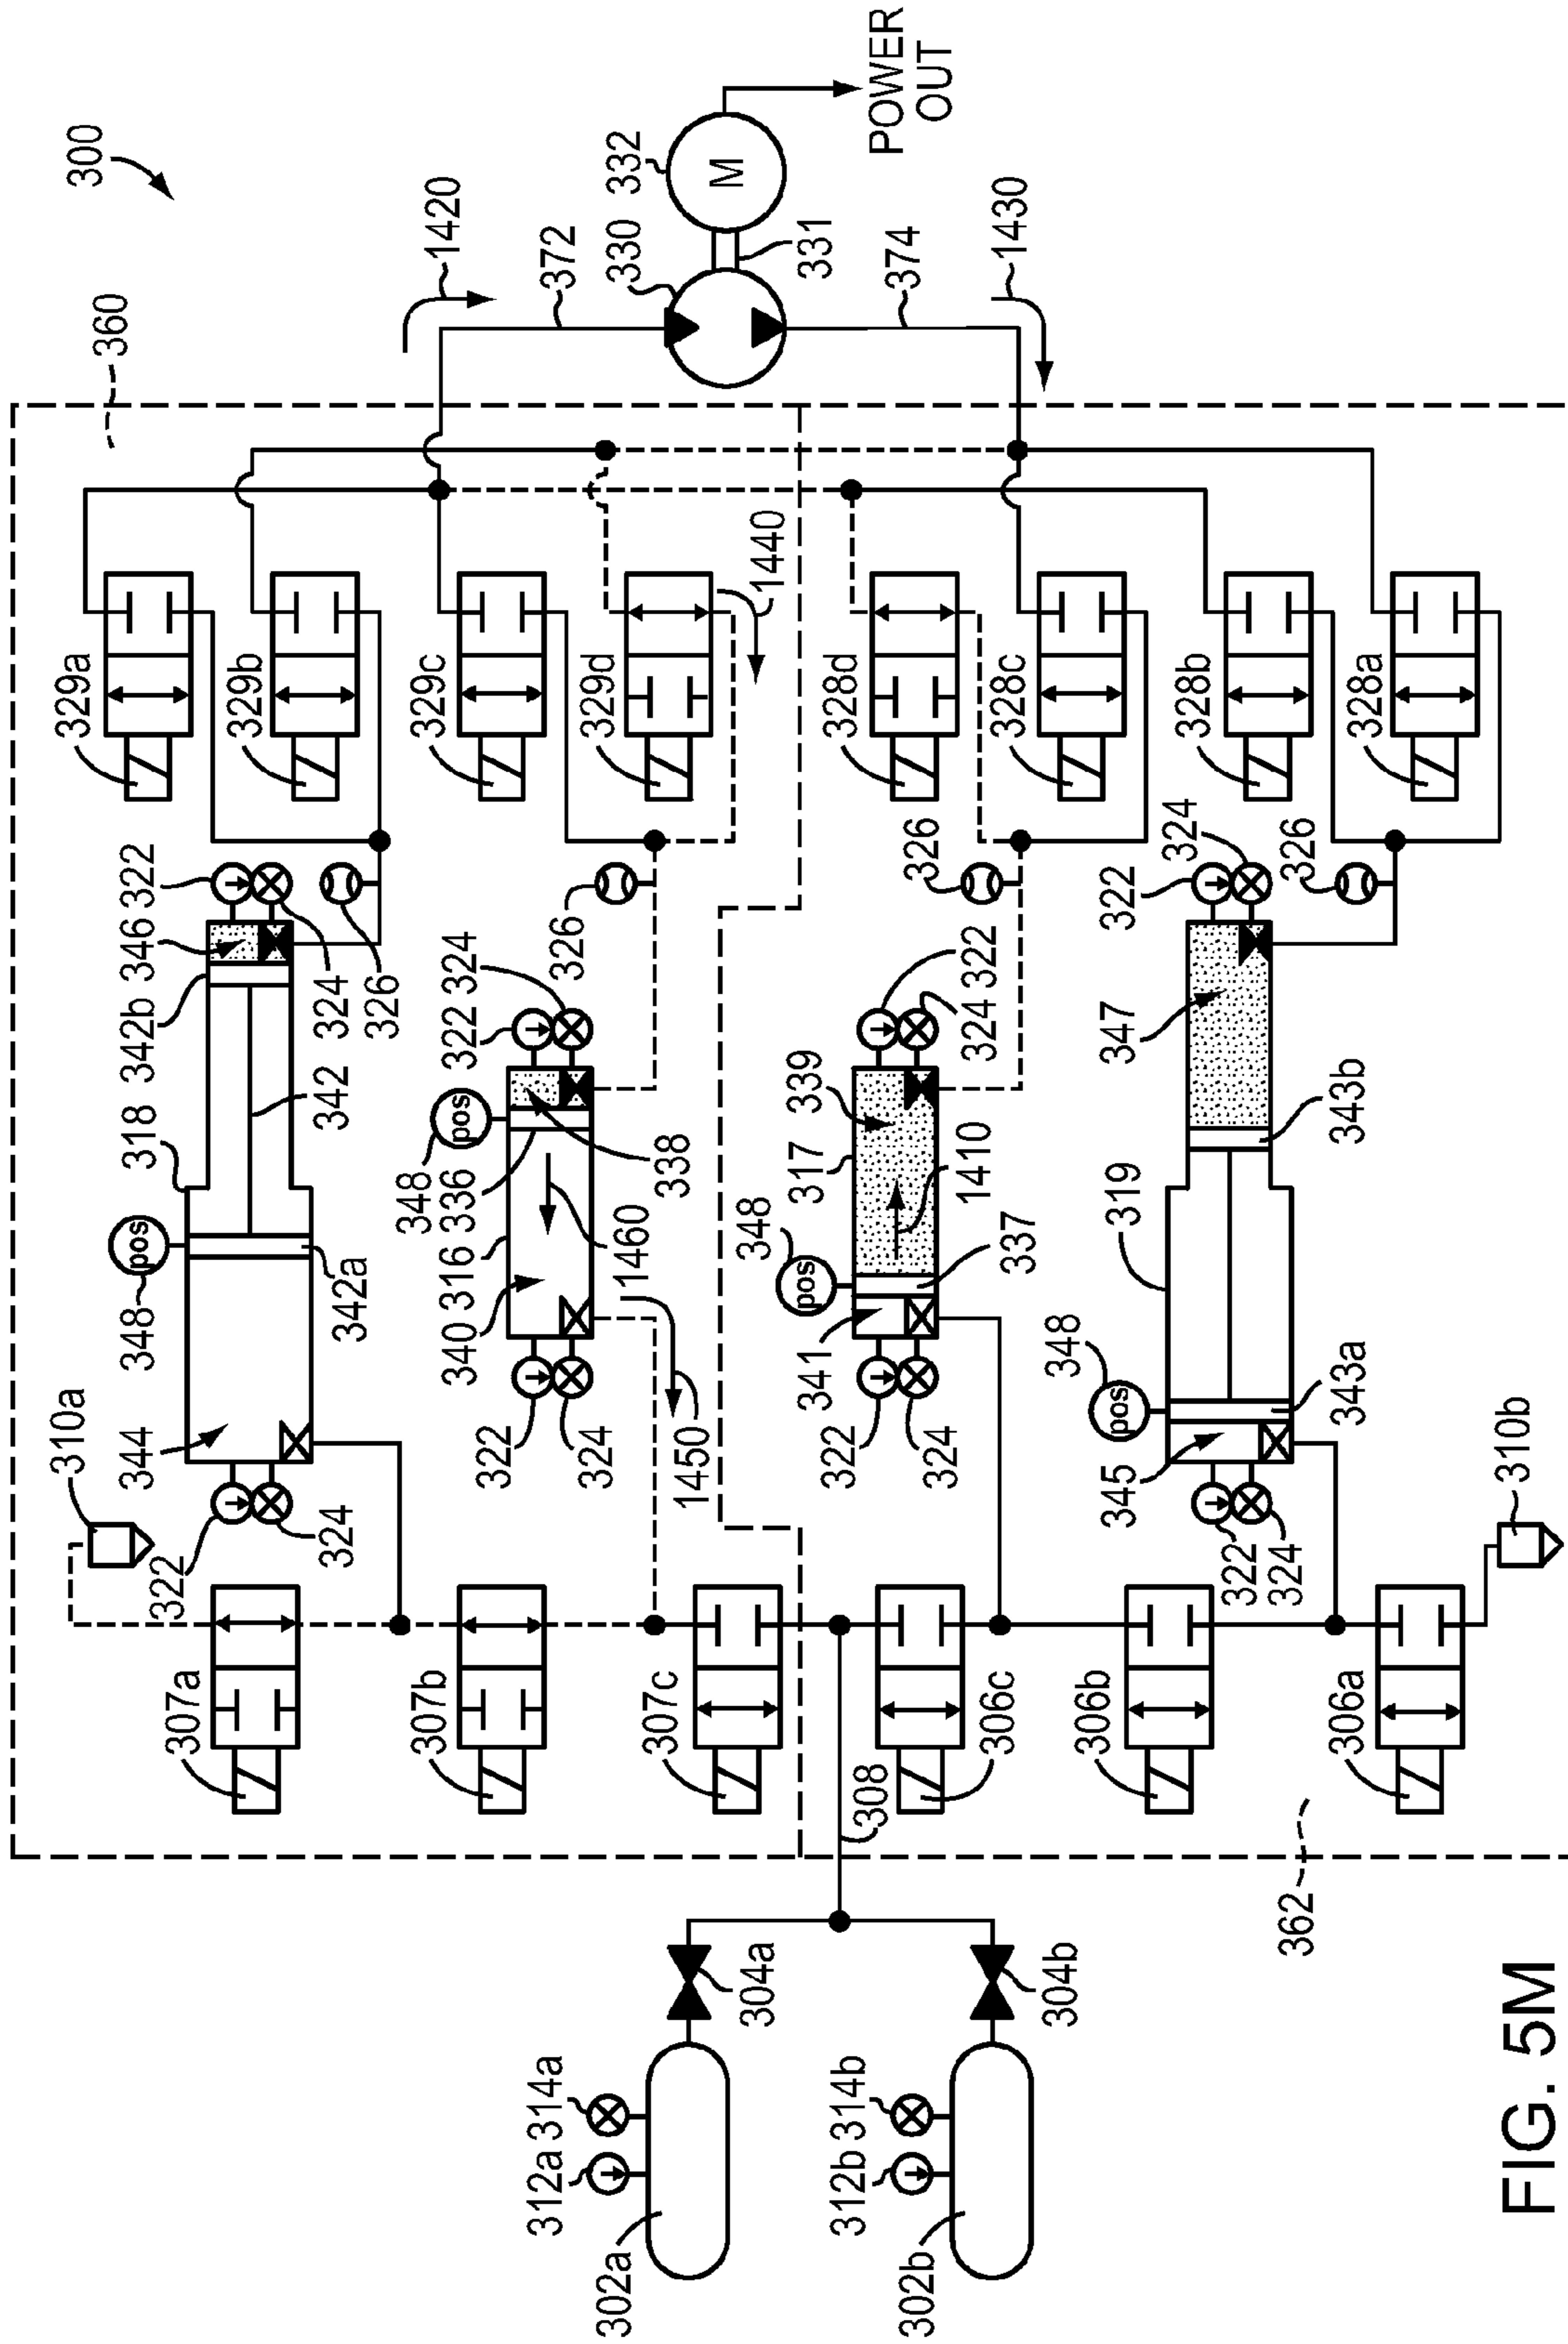 300
360
329a
329b
329c
329d
328d
328c
328b
328a
1420
372
330
332
M
331
POWER
OUT
374
1430
1440
322
346
342b
324
326
342
318
pos
348
342a
344
310a
322
324
307a
307b
307c
322
324
326
338
pos
348
336
316
1460
340
322
324
1450
326
322
324
339
317
1410
337
pos
348
341
322
324
322
324
326
347
343b
319
pos
348
343a
345
322
324
310b
306c
306b
306a
308
362
304a
304b
314a
312a
302a
314b
312b
302b
FIG. 5M